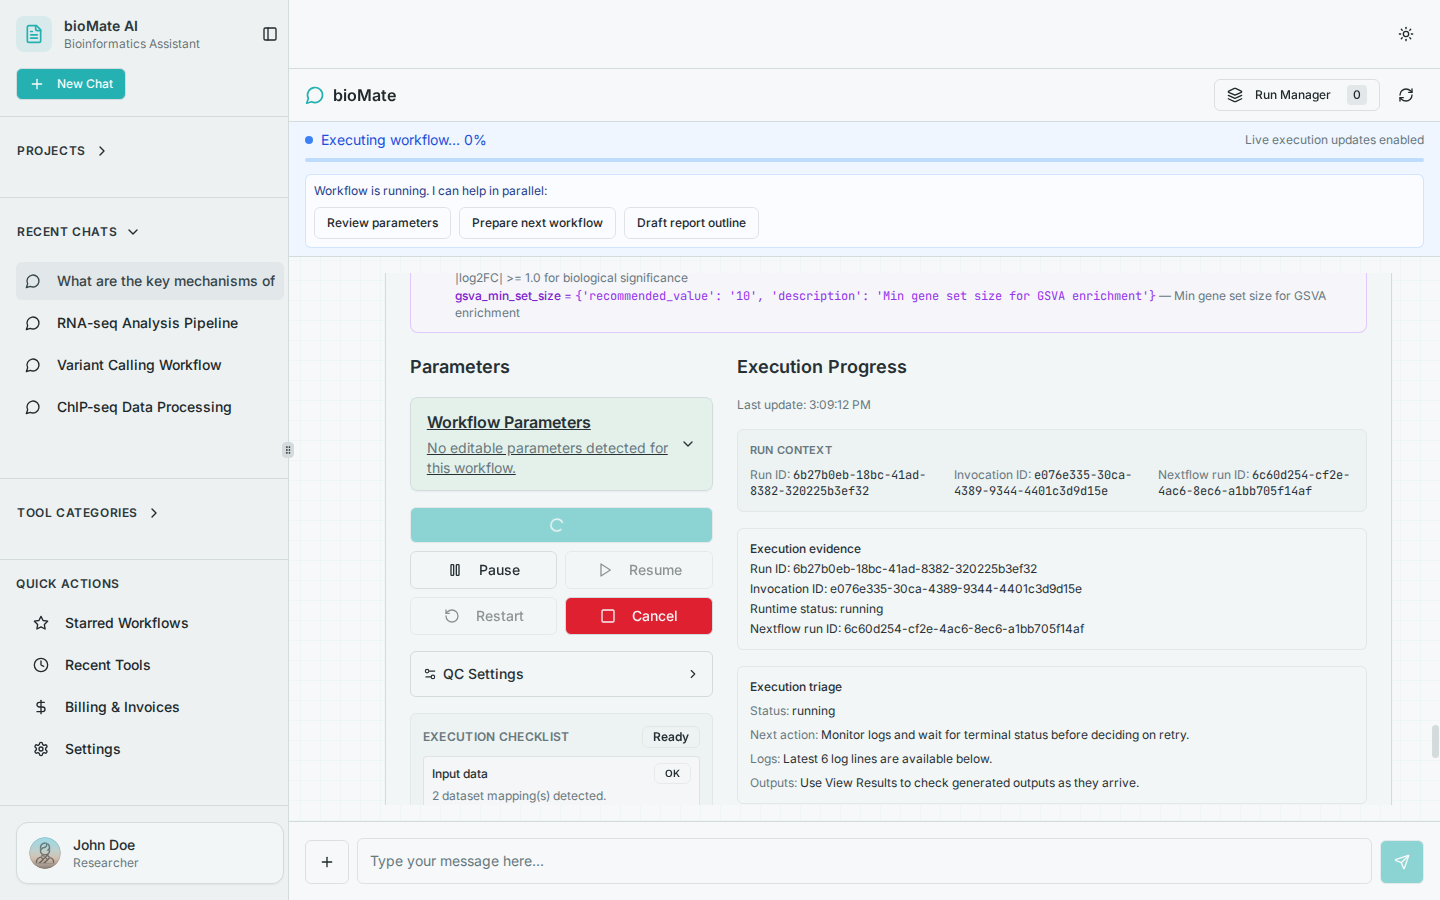 bioMate AI
Bioinformatics Assistant
New Chat
PROJECTS
RECENT CHATS
What are the key mechanisms of
RNA-seq Analysis Pipeline
Variant Calling Workflow
ChIP-seq Data Processing
TOOL CATEGORIES
QUICK ACTIONS
Starred Workflows
Recent Tools
Billing & Invoices
Settings
John Doe
Researcher
bioMate
Run Manager 0
Executing workflow... 0%
Live execution updates enabled
Workflow is running. I can help in parallel:
Review parameters
Prepare next workflow
Draft report outline
|log2FC| >= 1.0 for biological significance
gsva_min_set_size = {'recommended_value': '10', 'description': 'Min gene set size for GSVA enrichment'} — Min gene set size for GSVA
enrichment
Parameters
Workflow Parameters
No editable parameters detected for
this workflow.
Pause
Resume
Restart
Cancel
QC Settings
EXECUTION CHECKLIST
Ready
Input data
OK
2 dataset mapping(s) detected.
Execution Progress
Last update: 3:09:12 PM
RUN CONTEXT
Run ID: 6b27b0eb-18bc-41ad-
8382-320225b3ef32
Invocation ID: e076e335-30ca-
4389-9344-4401c3d9d15e
Nextflow run ID: 6c60d254-cf2e-
4ac6-8ec6-a1bb705f14af
Execution evidence
Run ID: 6b27b0eb-18bc-41ad-8382-320225b3ef32
Invocation ID: e076e335-30ca-4389-9344-4401c3d9d15e
Runtime status: running
Nextflow run ID: 6c60d254-cf2e-4ac6-8ec6-a1bb705f14af
Execution triage
Status: running
Next action: Monitor logs and wait for terminal status before deciding on retry.
Logs: Latest 6 log lines are available below.
Outputs: Use View Results to check generated outputs as they arrive.
Type your message here...